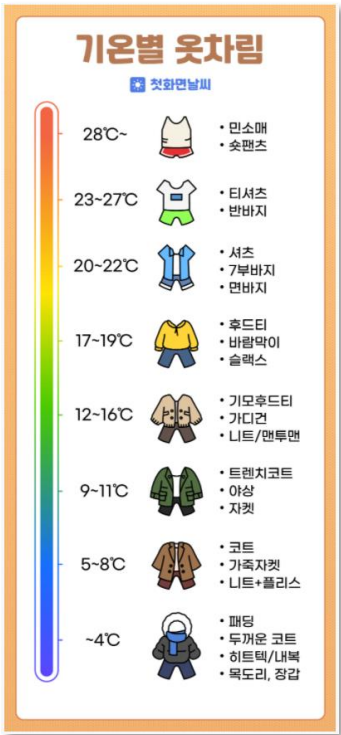 기온별 옷차림
첫화면날씨
28℃~
• 민소매
• 숏팬츠
23~27℃
• 티셔츠
• 반바지
20~22℃
• 셔츠
• 7부바지
• 면바지
17~19℃
• 후드티
• 바람막이
• 슬랙스
12~16℃
• 기모후드티
• 가디건
• 니트/맨투맨
9~11℃
• 트렌치코트
• 야상
• 자켓
5~8℃
• 코트
• 가죽자켓
• 니트+플리스
~4℃
• 패딩
• 두꺼운 코트
• 히트텍/내복
• 목도리, 장갑